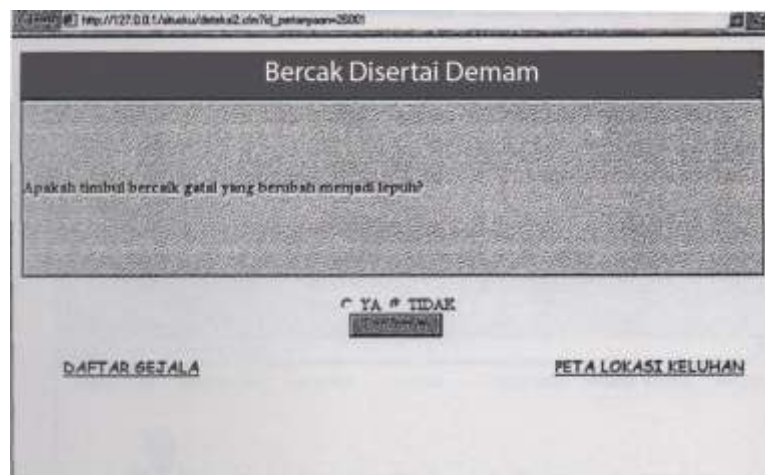 Bercak Disertai Demam
Apakah timbul bercak gatal yang berubah menjadi lepuh?
YA TIDAK
DAFTAR GEJALA PETA LOKASI KELUHAN